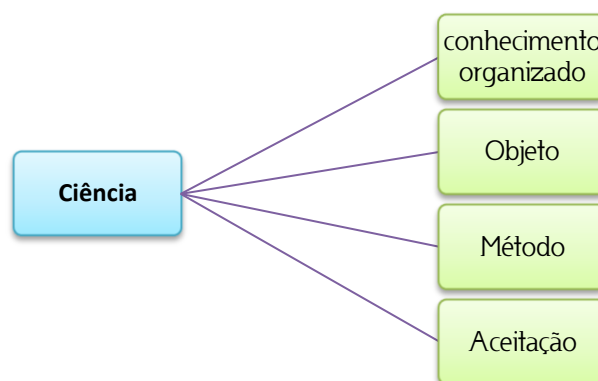 conhecimento
organizado
Objeto
Ciência
Método
Aceitação